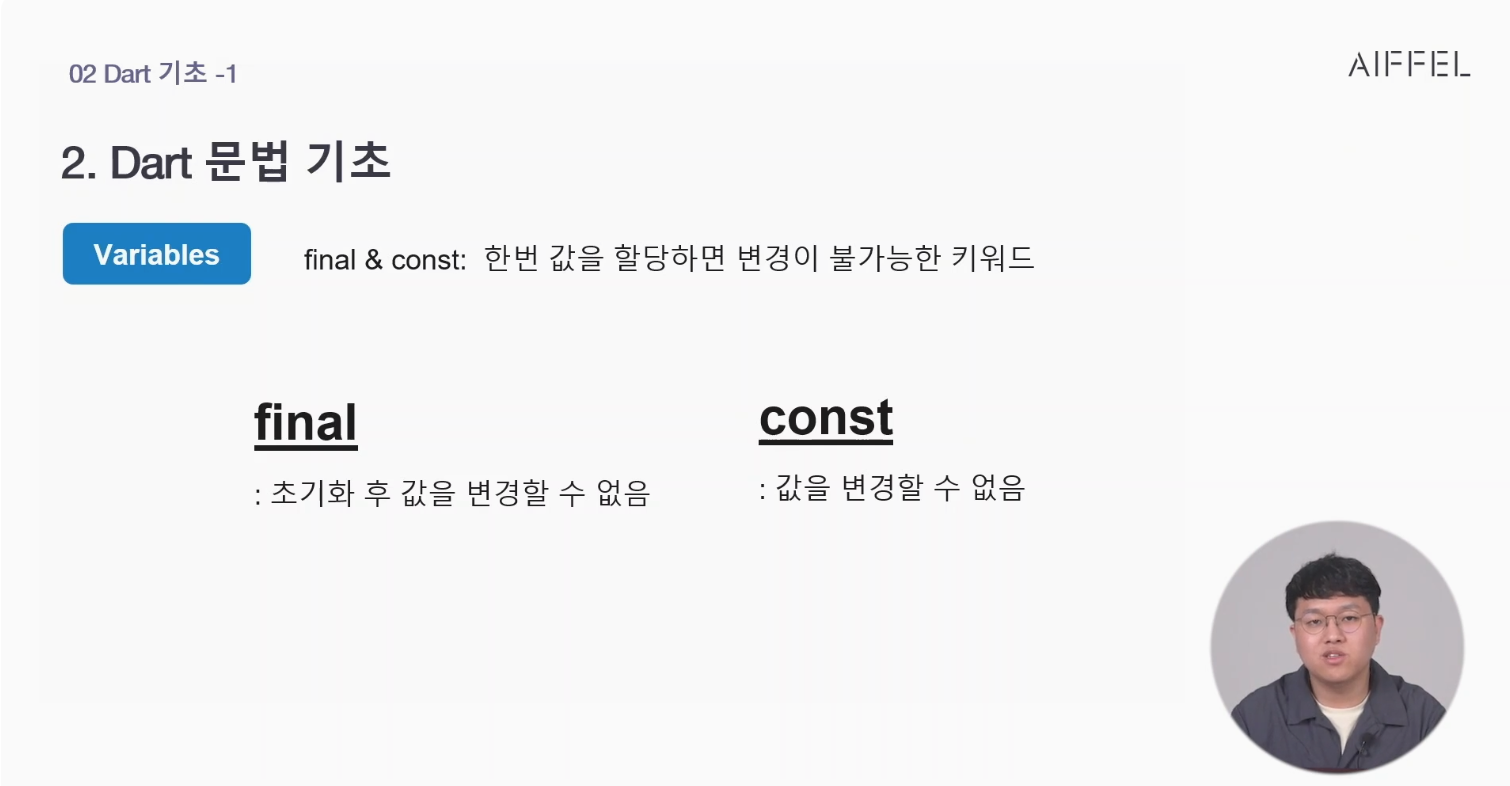 02 Dart 기초 -1
AIFFEL
2. Dart 문법 기초
Variables
final & const: 한번 값을 할당하면 변경이 불가능한 키워드
final
: 초기화 후 값을 변경할 수 없음
const
: 값을 변경할 수 없음